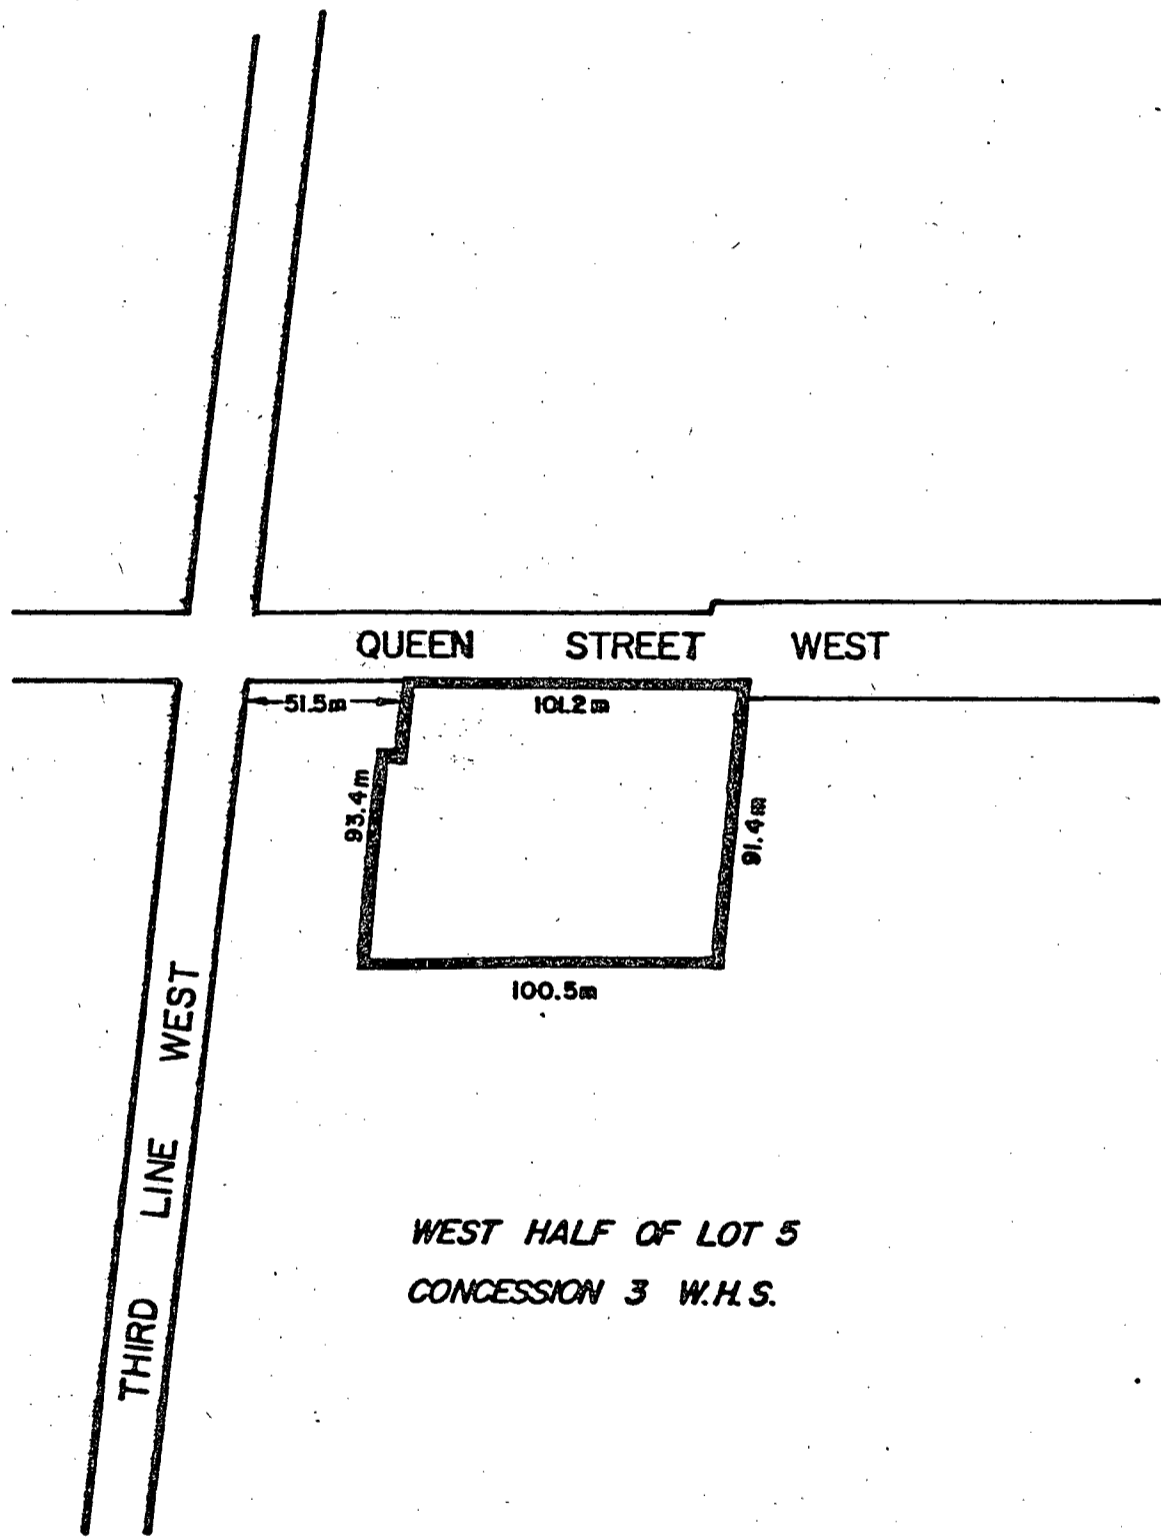 QUEEN STREET WEST
51.5m
101.2m
93.4m
91.4m
100.5m
THIRD LINE WEST
WEST HALF OF LOT 5
CONCESSION 3 W.H.S.